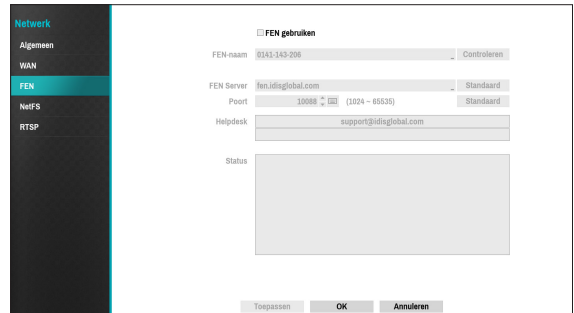 Netwerk
Algemeen
WAN
FEN
NetFS
RTSP
FEN gebruiken
FEN-naam 6141-143-206 Controleren
FEN Server fen.idisglobal.com Standaard
Poort 10088 (1024 ~ 65535) Standaard
Helpdesk support@idisglobal.com
Status
Toepassen OK Annuleren